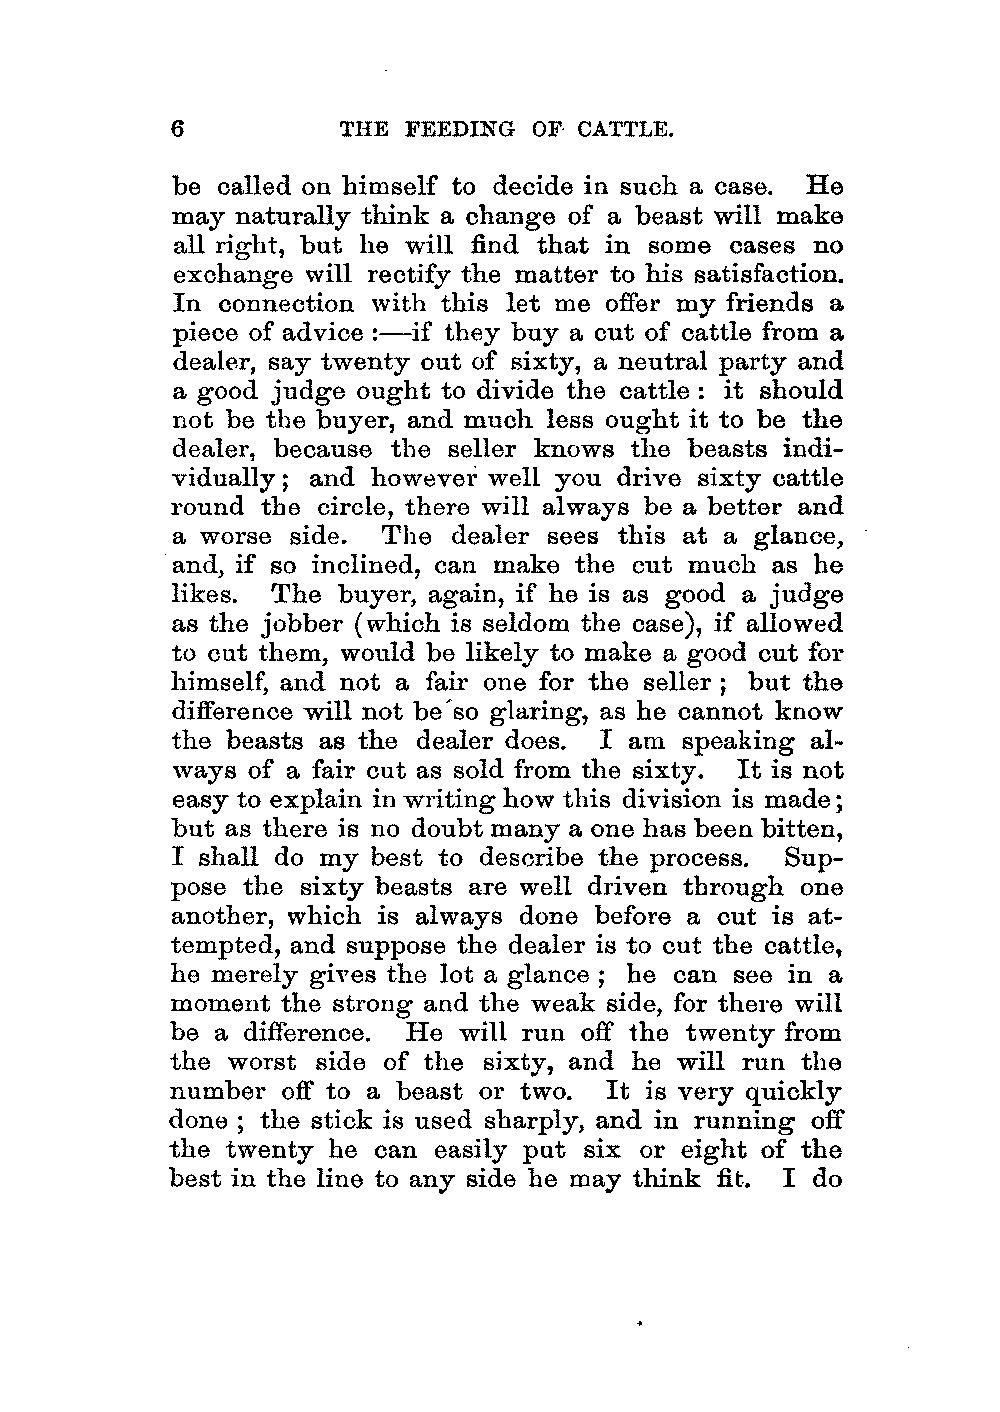 6 THE FEEDING OF CATTLE.
be called on himself to decide in such a case. He
may naturally think a change of a beast will make
all right, but he will find that in some cases no
exchange will rectify the matter to his satisfaction.
In connection with this let me offer my friends a
piece of advice :—if they buy a cut of cattle from a
dealer, say twenty out of sixty, a neutral party and
a good judge ought to divide the cattle : it should
not be the buyer, and much less ought it to be the
dealer, because the seller knows the beasts indi-
vidually ; and however well you drive sixty cattle
round the circle, there will always be a better and
a worse side. The dealer sees this at a glance,
and, if so inclined, can make the cut much as he
likes. The buyer, again, if he is as good a judge
as the jobber (which is seldom the case), if allowed
to cut them, would be likely to make a good cut for
himself, and not a fair one for the seller ; but the
difference will not be so glaring, as he cannot know
the beasts as the dealer does. I am speaking al-
ways of a fair cut as sold from the sixty. It is not
easy to explain in writing how this division is made ;
but as there is no doubt many a one has been bitten,
I shall do my best to describe the process. Sup-
pose the sixty beasts are well driven through one
another, which is always done before a cut is at-
tempted, and suppose the dealer is to cut the cattle,
he merely gives the lot a glance ; he can see in a
moment the strong and the weak side, for there will
be a difference. He will run off the twenty from
the worst side of the sixty, and he will run the
number off to a beast or two. It is very quickly
done ; the stick is used sharply, and in running off
the twenty he can easily put six or eight of the
best in the line to any side he may think fit. I do